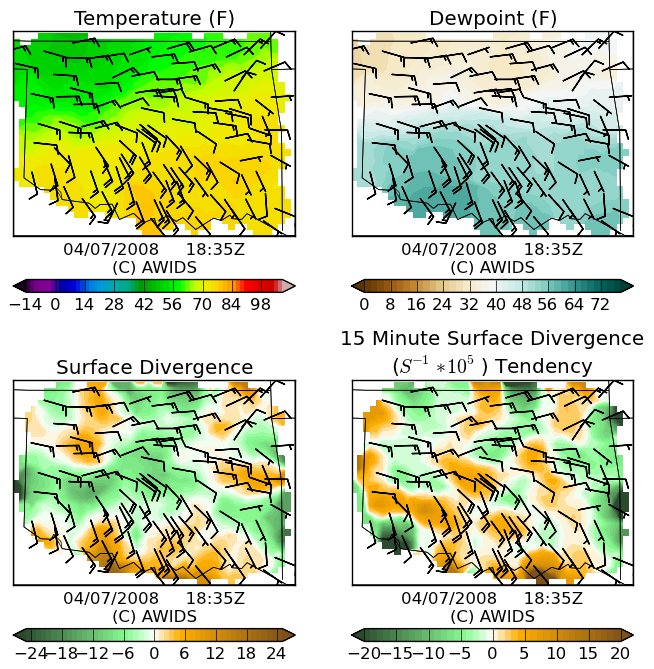 Temperature (F)
Dewpoint (F)
04/07/2008 18:35Z
(C) AWIDS
04/07/2008 18:35Z
(C) AWIDS
−14 0 14 28 42 56 70 84 98
0 8 16 24 32 40 48 56 64 72
15 Minute Surface Divergence
Surface Divergence
(S⁻¹ ∗10⁵ ) Tendency
04/07/2008 18:35Z
(C) AWIDS
04/07/2008 18:35Z
(C) AWIDS
−24 −18 −12 −6 0 6 12 18 24
−20 −15 −10 −5 0 5 10 15 20